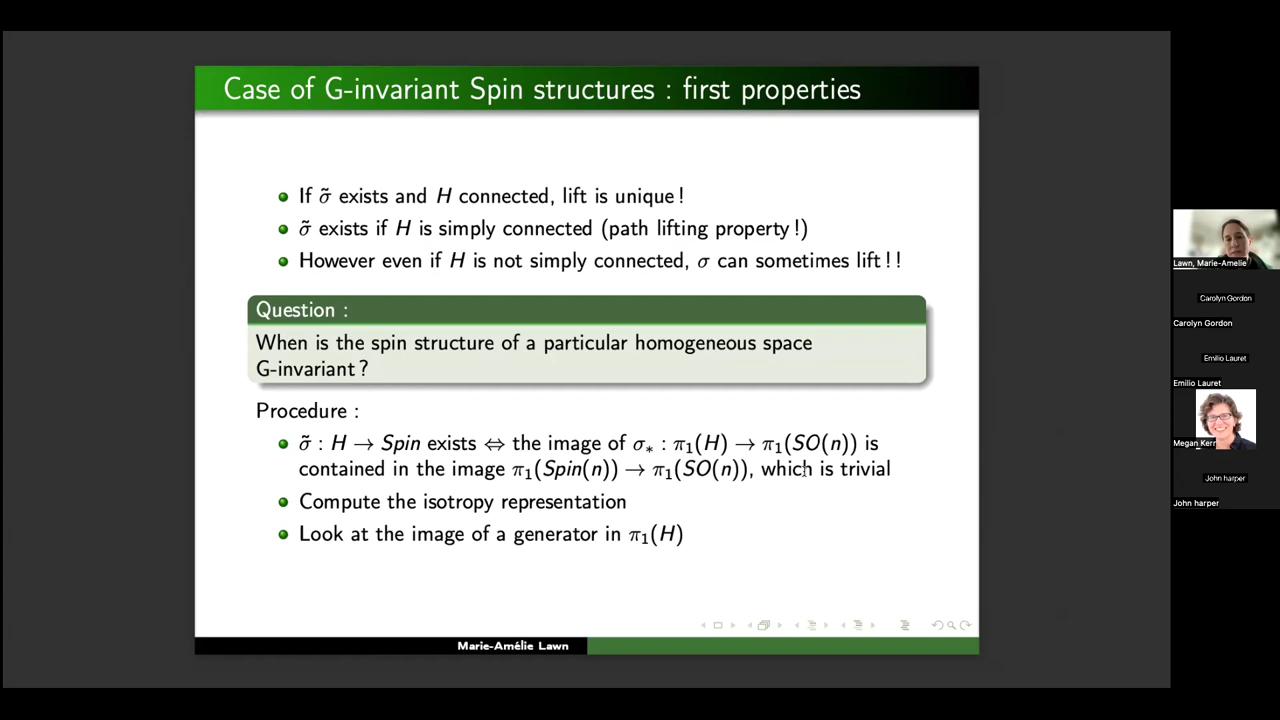 Case of G-invariant Spin structures : first properties
If σ̃ exists and H connected, lift is unique !
σ̃ exists if H is simply connected (path lifting property !)
However even if H is not simply connected, σ can sometimes lift ! !
Question :
When is the spin structure of a particular homogeneous space
G-invariant ?
Procedure :
σ̃ : H → Spin exists ⇔ the image of σ∗ : π₁(H) → π₁(SO(n)) is
contained in the image π₁(Spin(n)) → π₁(SO(n)), which is trivial
Compute the isotropy representation
Look at the image of a generator in π₁(H)
Marie-Amélie Lawn
Lawn, Marie-Amelie
Carolyn Gordon
Carolyn Gordon
Emilio Lauret
Emilio Lauret
Megan Kerr
John harper
John harper